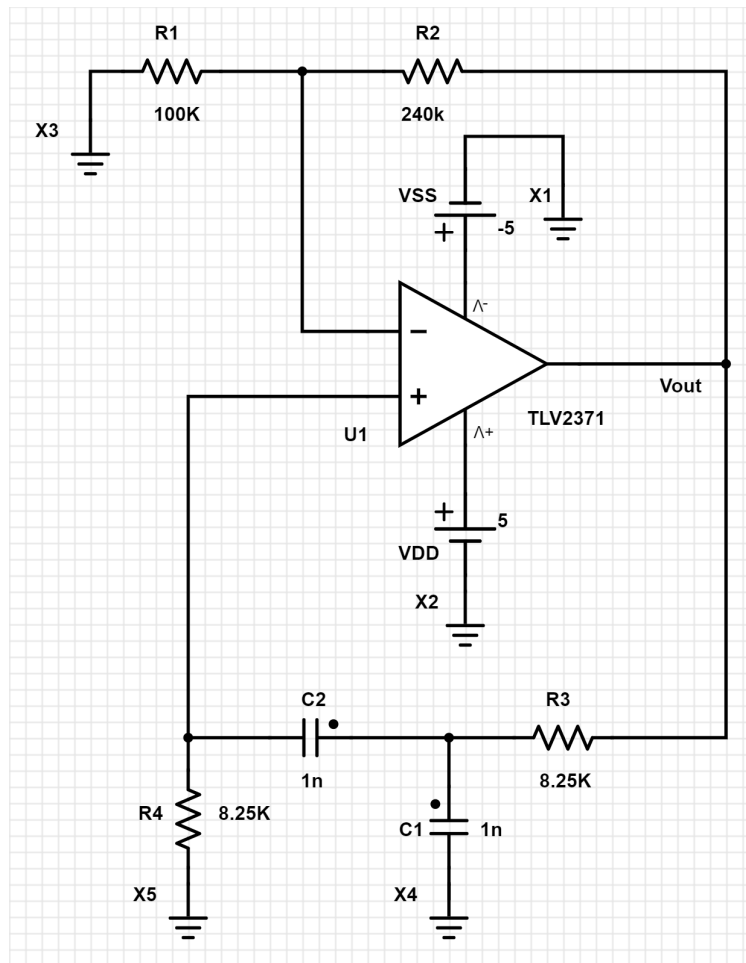 R1
R2
100K
240k
X3
VSS
X1
+
-5
V-
−
+
U1
Vout
TLV2371
V+
+
5
VDD
X2
C2
R3
1n
8.25K
R4
8.25K
C1
1n
X5
X4